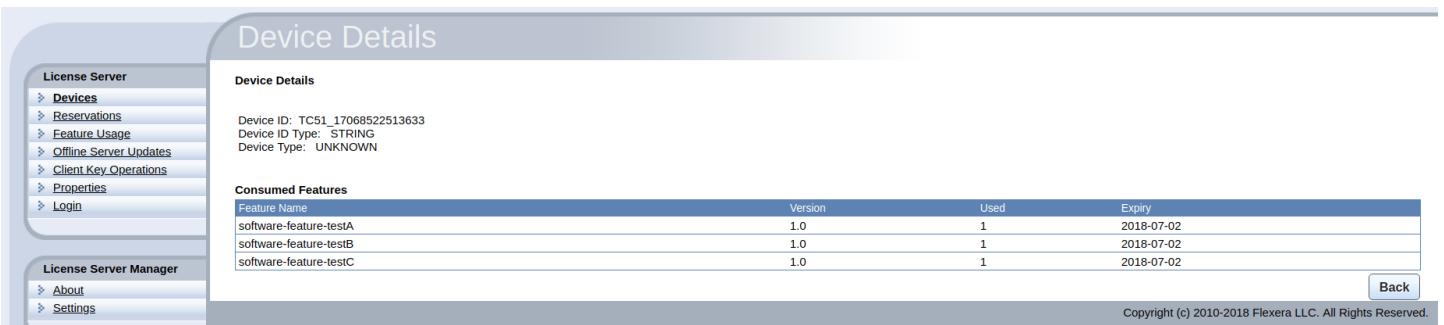 Device Details
License Server
Devices
Reservations
Feature Usage
Offline Server Updates
Client Key Operations
Properties
Login
License Server Manager
About
Settings
Device Details
Device ID: TC51_17068522513633
Device ID Type: STRING
Device Type: UNKNOWN
Consumed Features
Feature Name Version Used Expiry
software-feature-testA 1.0 1 2018-07-02
software-feature-testB 1.0 1 2018-07-02
software-feature-testC 1.0 1 2018-07-02
Back
Copyright (c) 2010-2018 Flexera LLC. All Rights Reserved.